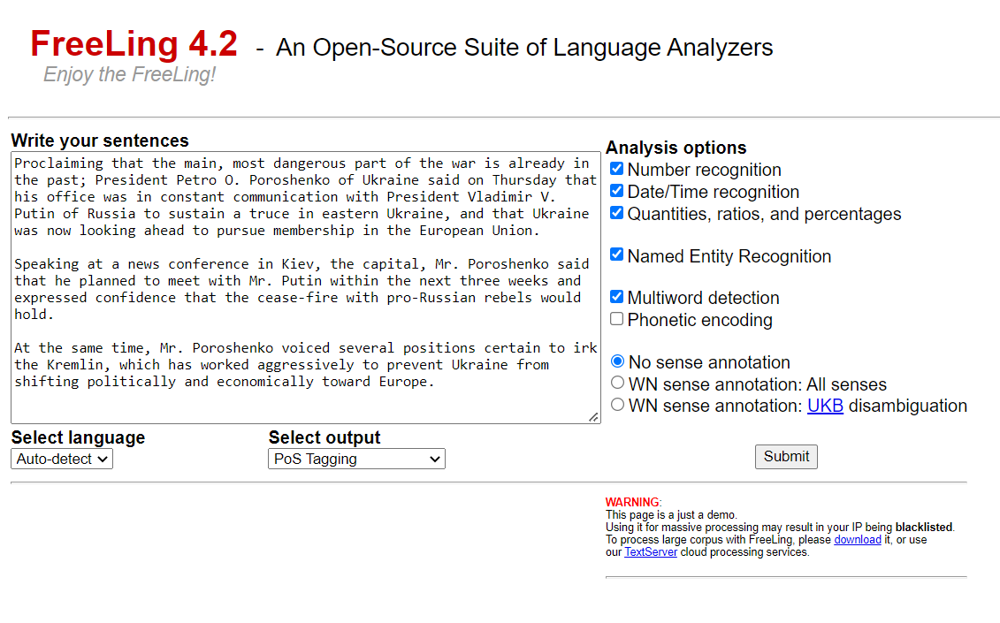 FreeLing 4.2 - An Open-Source Suite of Language Analyzers
Enjoy the FreeLing!
Write your sentences
Proclaiming that the main, most dangerous part of the war is already in
the past; President Petro O. Poroshenko of Ukraine said on Thursday that
his office was in constant communication with President Vladimir V.
Putin of Russia to sustain a truce in eastern Ukraine, and that Ukraine
was now looking ahead to pursue membership in the European Union.
Speaking at a news conference in Kiev, the capital, Mr. Poroshenko said
that he planned to meet with Mr. Putin within the next three weeks and
expressed confidence that the cease-fire with pro-Russian rebels would
hold.
At the same time, Mr. Poroshenko voiced several positions certain to irk
the Kremlin, which has worked aggressively to prevent Ukraine from
shifting politically and economically toward Europe.
Select language
Auto-detect
Select output
PoS Tagging
Analysis options
Number recognition
Date/Time recognition
Quantities, ratios, and percentages
Named Entity Recognition
Multiword detection
Phonetic encoding
No sense annotation
WN sense annotation: All senses
WN sense annotation: UKB disambiguation
Submit
WARNING:
This page is a just a demo.
Using it for massive processing may result in your IP being blacklisted.
To process large corpus with FreeLing, please download it, or use
our TextServer cloud processing services.